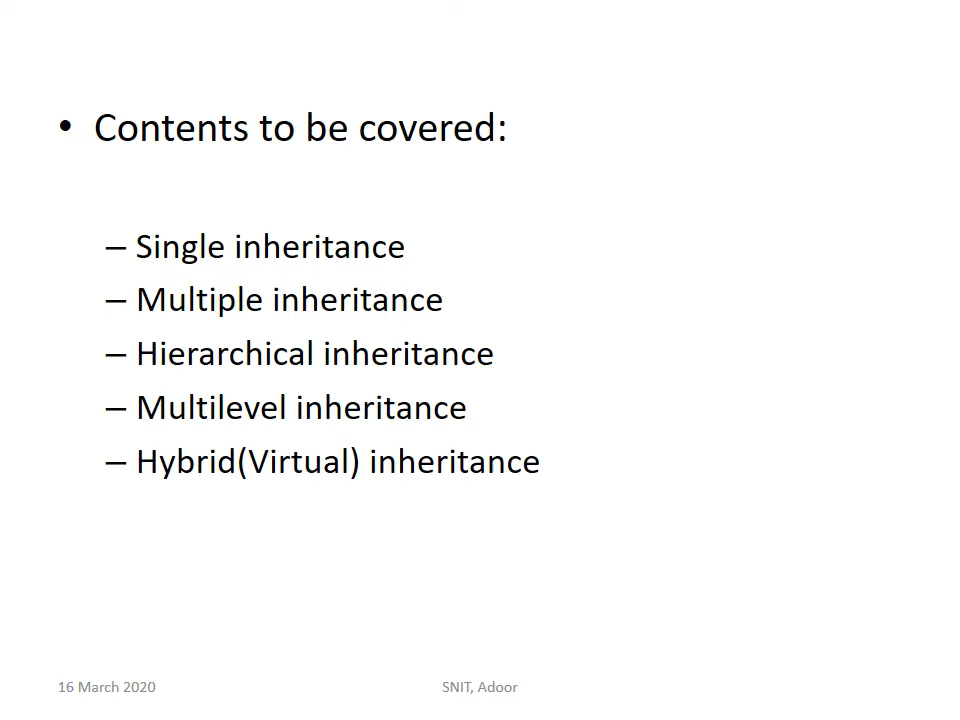 • Contents to be covered:
– Single inheritance
– Multiple inheritance
– Hierarchical inheritance
– Multilevel inheritance
– Hybrid(Virtual) inheritance
16 March 2020
SNIT, Adoor